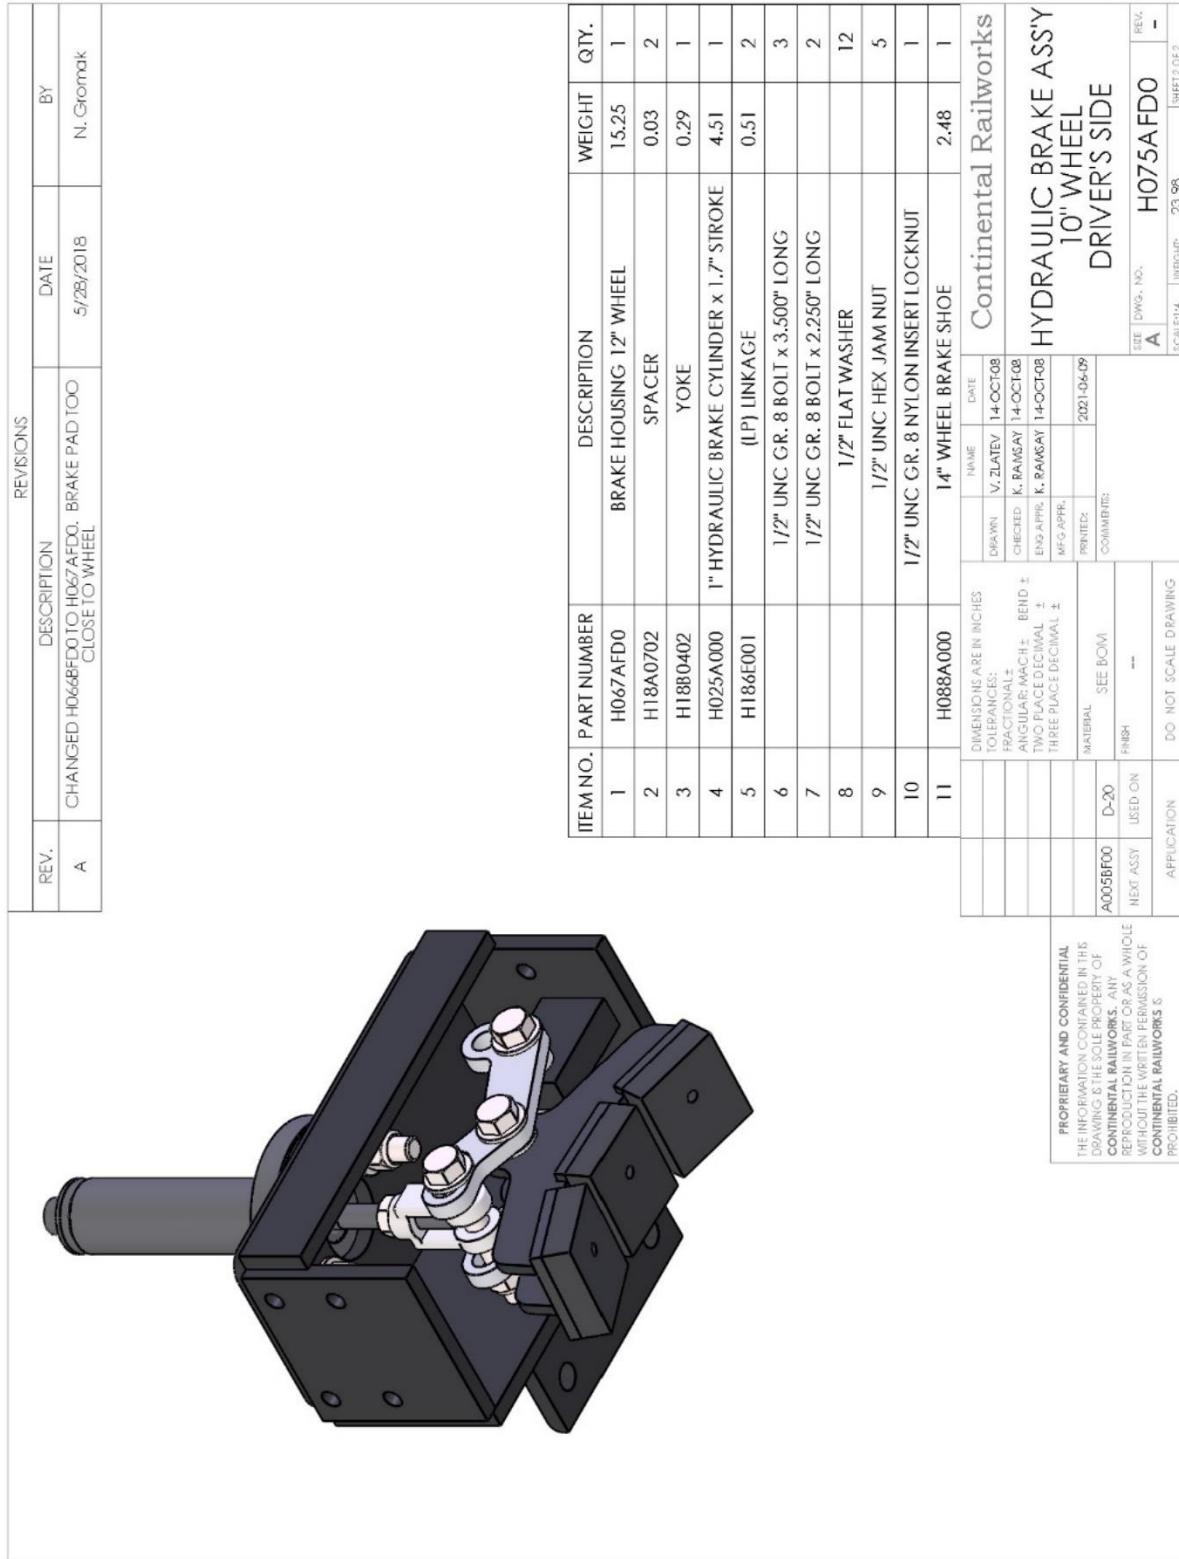 REVISIONS
REV. DESCRIPTION DATE BY
A CHANGED H066BFD0 TO H067AFD0. BRAKE PAD TOO 5/28/2018 N. Gromak
CLOSE TO WHEEL
ITEM NO. PART NUMBER DESCRIPTION WEIGHT QTY.
1 H067AFD0 BRAKE HOUSING 12" WHEEL 15.25 1
2 H18A0702 SPACER 0.03 2
3 H18B0402 YOKE 0.29 1
4 H025A000 1" HYDRAULIC BRAKE CYLINDER x 1.7" STROKE 4.51 1
5 H186E001 (LP) LINKAGE 0.51 2
6 1/2" UNC GR. 8 BOLT x 3.500" LONG 3
7 1/2" UNC GR. 8 BOLT x 2.250" LONG 2
8 1/2" FLAT WASHER 12
9 1/2" UNC HEX JAM NUT 5
10 1/2" UNC GR. 8 NYLON INSERT LOCKNUT 1
11 H088A000 14" WHEEL BRAKE SHOE 2.48 1
PROPRIETARY AND CONFIDENTIAL
THE INFORMATION CONTAINED IN THIS
DRAWING IS THE SOLE PROPERTY OF
CONTINENTAL RAILWORKS. ANY
REPRODUCTION IN PART OR AS A WHOLE
WITHOUT THE WRITTEN PERMISSION OF
CONTINENTAL RAILWORKS IS
PROHIBITED.
A005BF00 D-20
NEXT ASSY USED ON
APPLICATION
DIMENSIONS ARE IN INCHES
TOLERANCES:
FRACTIONAL±
ANGULAR: MACH± BEND ±
TWO PLACE DECIMAL ±
THREE PLACE DECIMAL ±
MATERIAL
SEE BOM
FINISH
--
DO NOT SCALE DRAWING
NAME DATE
DRAWN V. ZLATEV 14-OCT-08
CHECKED K. RAMSAY 14-OCT-08
ENG APPR. K. RAMSAY 14-OCT-08
MFG APPR.
PRINTED: 2021-06-09
COMMENTS:
Continental Railworks
HYDRAULIC BRAKE ASS'Y
10" WHEEL
DRIVER'S SIDE
SIZE DWG. NO. REV.
A H075AFD0 -
SCALE:1:4 WEIGHT: 23.98 SHEET 2 OF 2